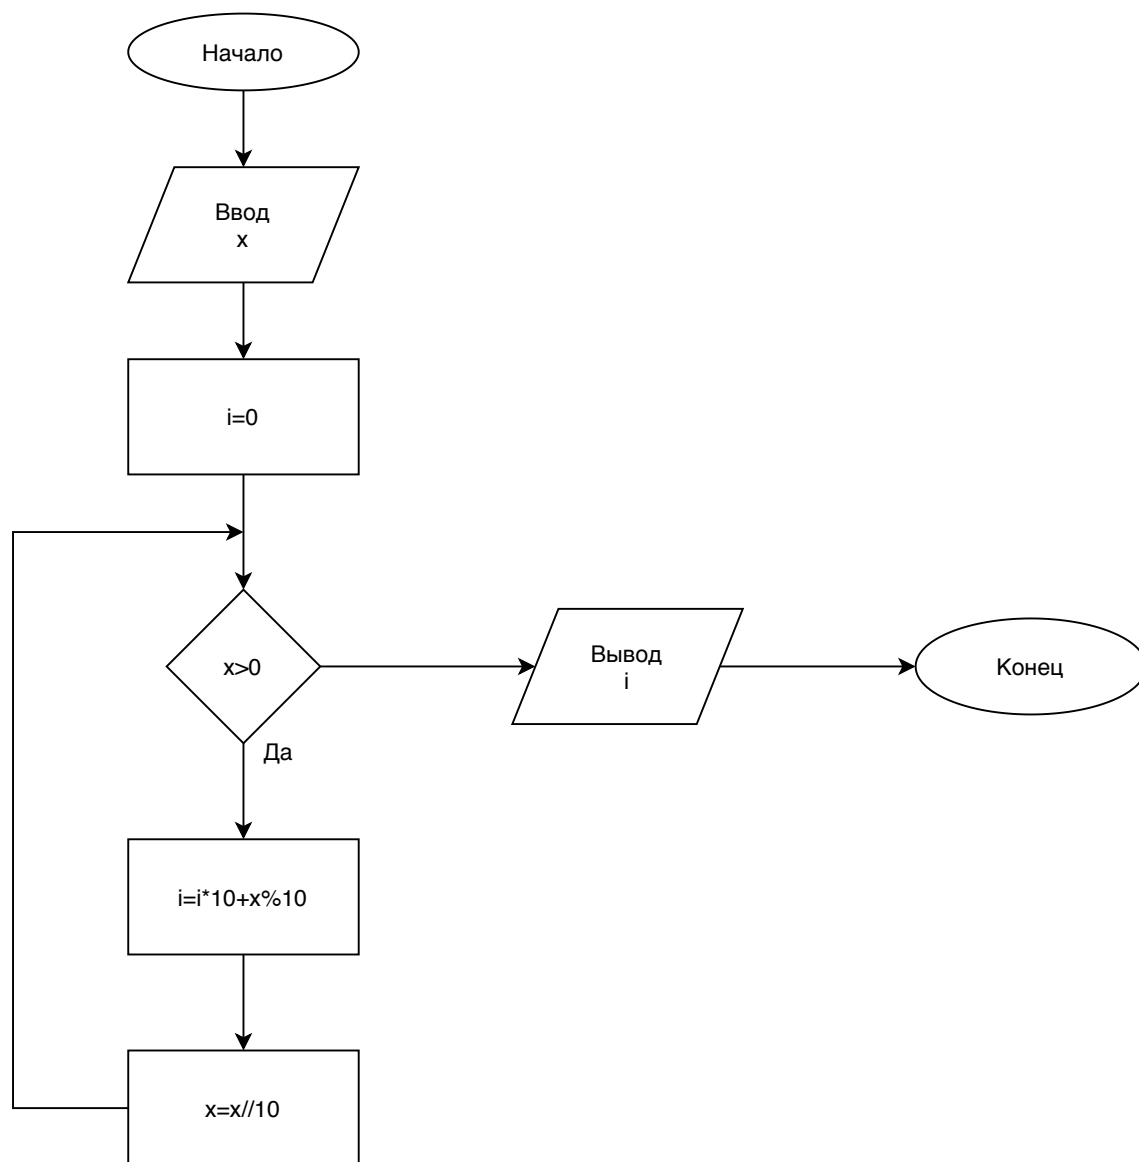 Начало
Ввод
x
i=0
x>0
Вывод
i
Конец
Да
i=i*10+x%10
x=x//10